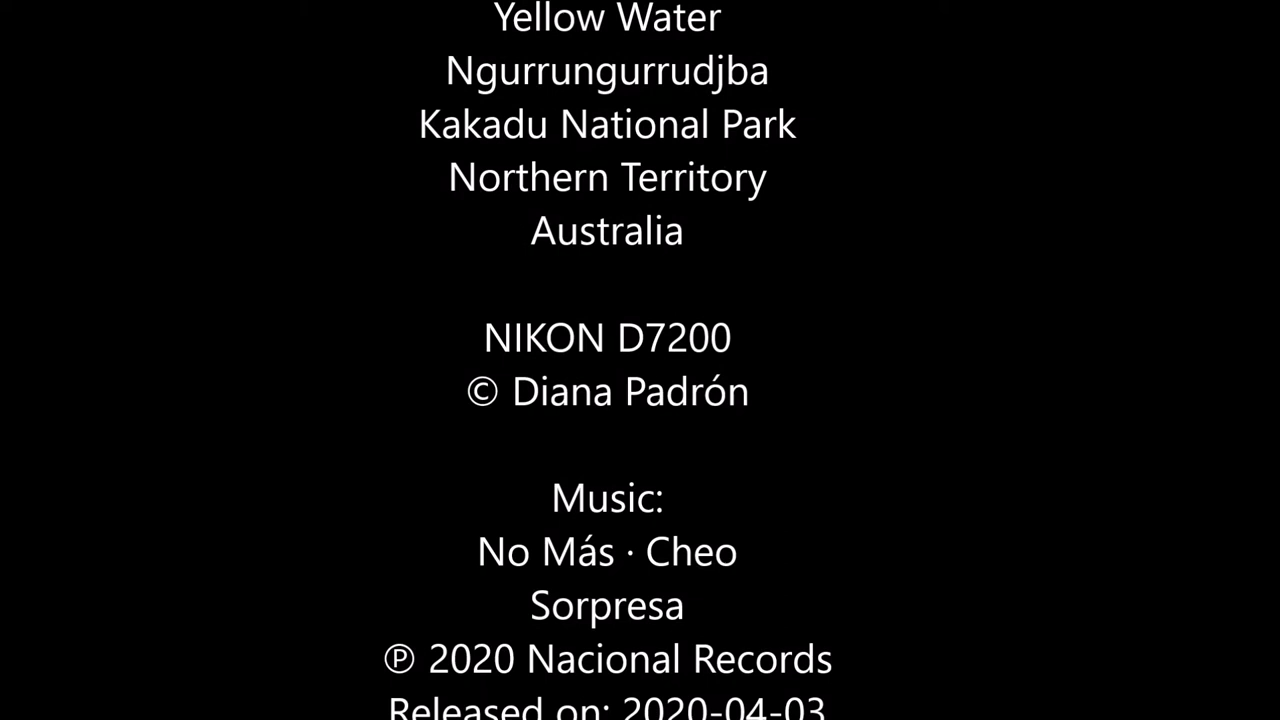 Yellow Water
Ngurrungurrudjba
Kakadu National Park
Northern Territory
Australia
NIKON D7200
© Diana Padrón
Music:
No Más · Cheo
Sorpresa
℗ 2020 Nacional Records
Released on: 2020-04-03